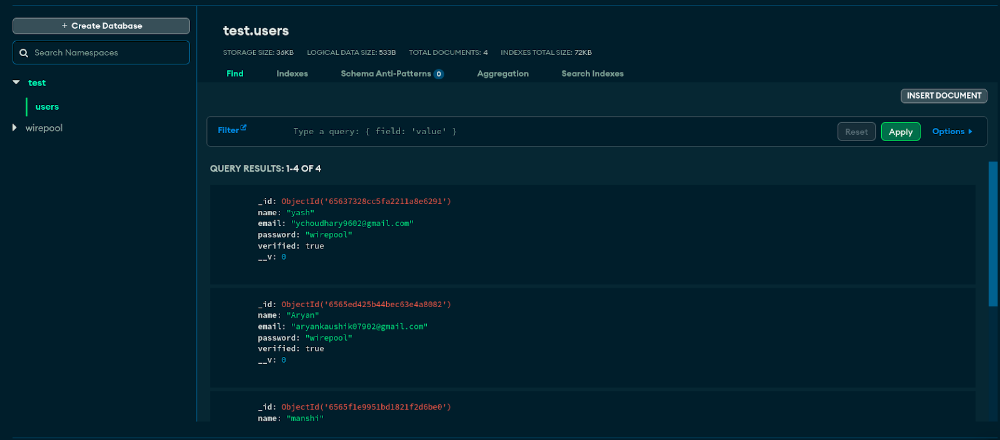 + Create Database
Search Namespaces
test
users
wirepool
test.users
STORAGE SIZE: 36KB LOGICAL DATA SIZE: 533B TOTAL DOCUMENTS: 4 INDEXES TOTAL SIZE: 72KB
Find Indexes Schema Anti-Patterns 0 Aggregation Search Indexes
INSERT DOCUMENT
Filter Type a query: { field: 'value' } Reset Apply Options
QUERY RESULTS: 1-4 OF 4
_id: ObjectId('65637328cc5fa2211a8e6291')
name: "yash"
email: "ychoudhary9602@gmail.com"
password: "wirepool"
verified: true
__v: 0
_id: ObjectId('6565ed425b44bec63e4a8082')
name: "Aryan"
email: "aryankaushik07902@gmail.com"
password: "wirepool"
verified: true
__v: 0
_id: ObjectId('6565f1e9951bd1821f2d6be0')
name: "manshi"